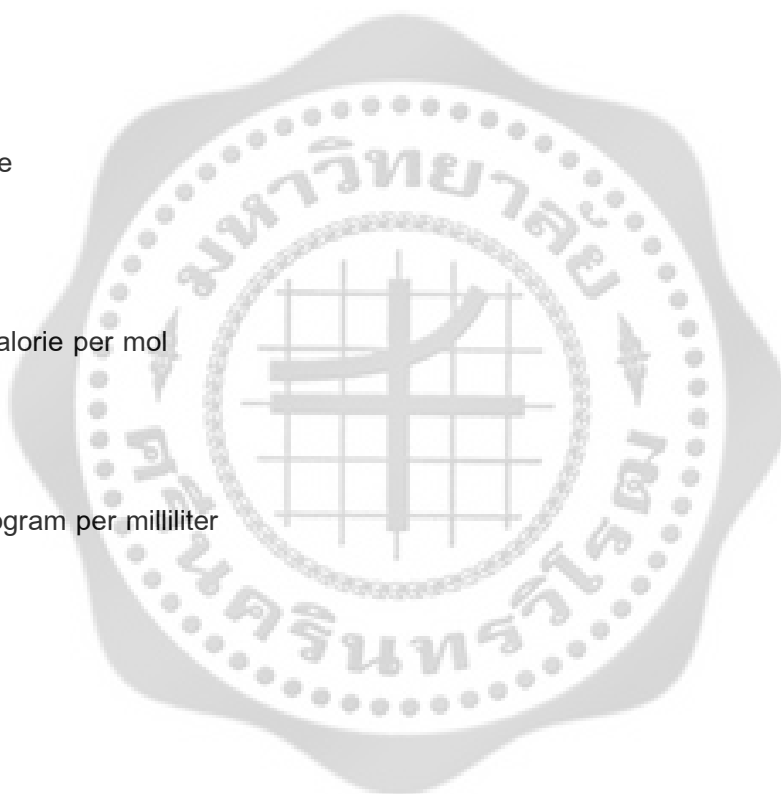 e
มหาวิทยาลัย
alorie per mol
ogram per milliliter
ศรีนครินทรวิโรฒ